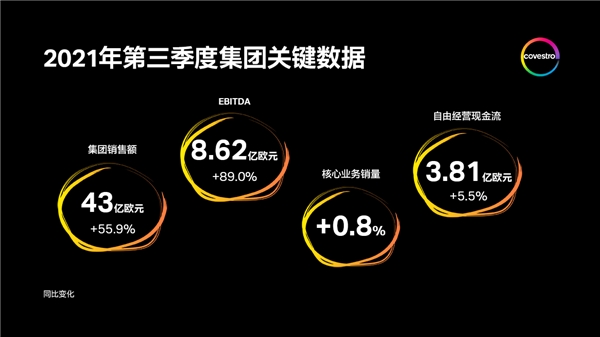 2021年第三季度集团关键数据
covestro
集团销售额
43亿欧元
+55.9%
EBITDA
8.62亿欧元
+89.0%
核心业务销量
+0.8%
自由经营现金流
3.81亿欧元
+5.5%
同比变化